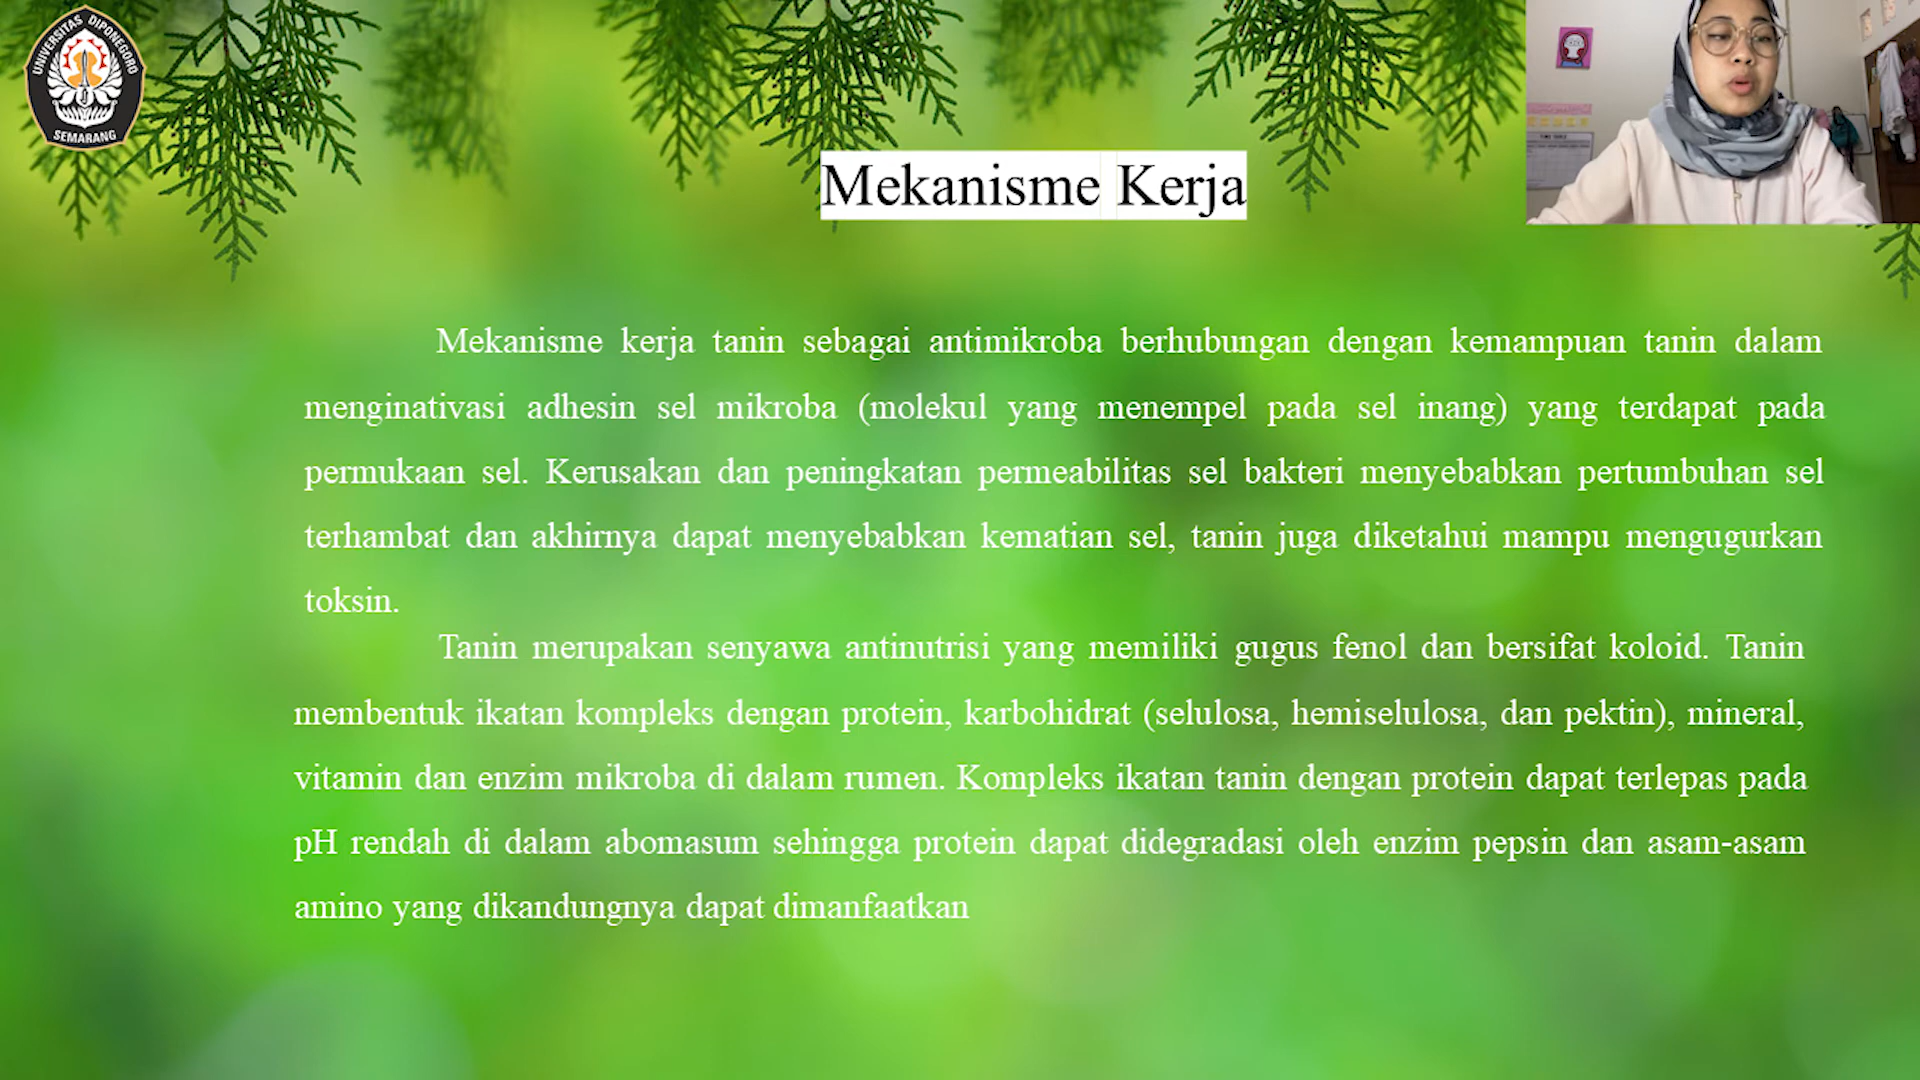 UNIVERSITAS DIPONEGORO
SEMARANG
Mekanisme Kerja
Mekanisme kerja tanin sebagai antimikroba berhubungan dengan kemampuan tanin dalam
menginativasi adhesin sel mikroba (molekul yang menempel pada sel inang) yang terdapat pada
permukaan sel. Kerusakan dan peningkatan permeabilitas sel bakteri menyebabkan pertumbuhan sel
terhambat dan akhirnya dapat menyebabkan kematian sel, tanin juga diketahui mampu mengugurkan
toksin.
Tanin merupakan senyawa antinutrisi yang memiliki gugus fenol dan bersifat koloid. Tanin
membentuk ikatan kompleks dengan protein, karbohidrat (selulosa, hemiselulosa, dan pektin), mineral,
vitamin dan enzim mikroba di dalam rumen. Kompleks ikatan tanin dengan protein dapat terlepas pada
pH rendah di dalam abomasum sehingga protein dapat didegradasi oleh enzim pepsin dan asam-asam
amino yang dikandungnya dapat dimanfaatkan